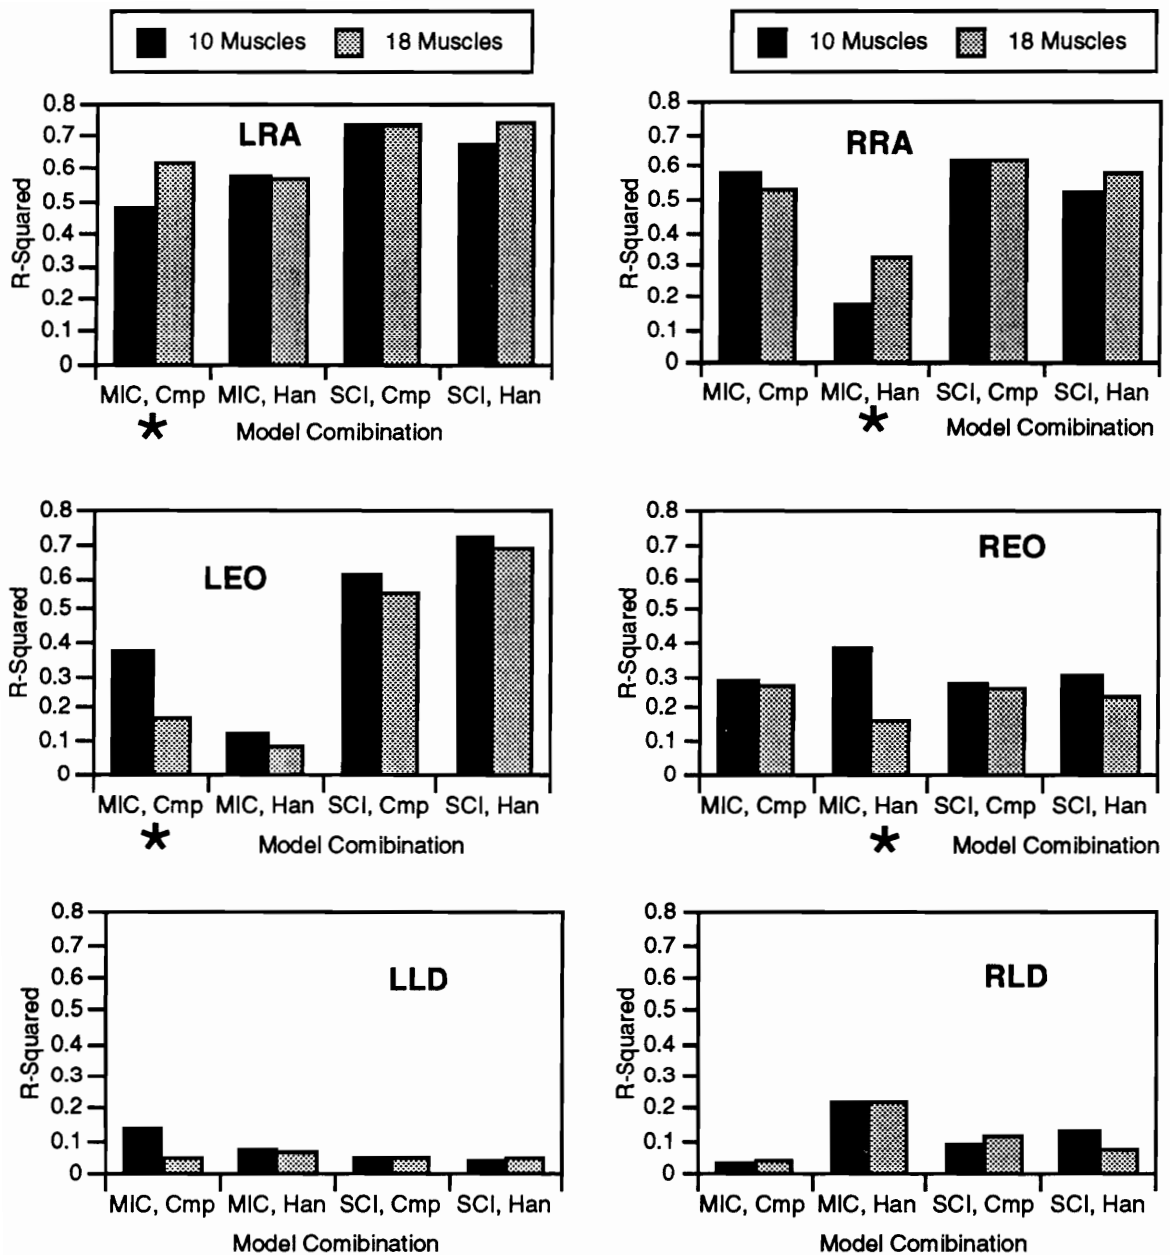 10 Muscles 18 Muscles
10 Muscles 18 Muscles
LRA
R-Squared
0.8
0.7
0.6
0.5
0.4
0.3
0.2
0.1
0
MIC, Cmp MIC, Han SCI, Cmp SCI, Han
*
Model Comibination
RRA
R-Squared
0.8
0.7
0.6
0.5
0.4
0.3
0.2
0.1
0
MIC, Cmp MIC, Han SCI, Cmp SCI, Han
*
Model Comibination
LEO
R-Squared
0.8
0.7
0.6
0.5
0.4
0.3
0.2
0.1
0
MIC, Cmp MIC, Han SCI, Cmp SCI, Han
*
Model Comibination
REO
R-Squared
0.8
0.7
0.6
0.5
0.4
0.3
0.2
0.1
0
MIC, Cmp MIC, Han SCI, Cmp SCI, Han
*
Model Comibination
LLD
R-Squared
0.8
0.7
0.6
0.5
0.4
0.3
0.2
0.1
0
MIC, Cmp MIC, Han SCI, Cmp SCI, Han
Model Comibination
RLD
R-Squared
0.8
0.7
0.6
0.5
0.4
0.3
0.2
0.1
0
MIC, Cmp MIC, Han SCI, Cmp SCI, Han
Model Comibination